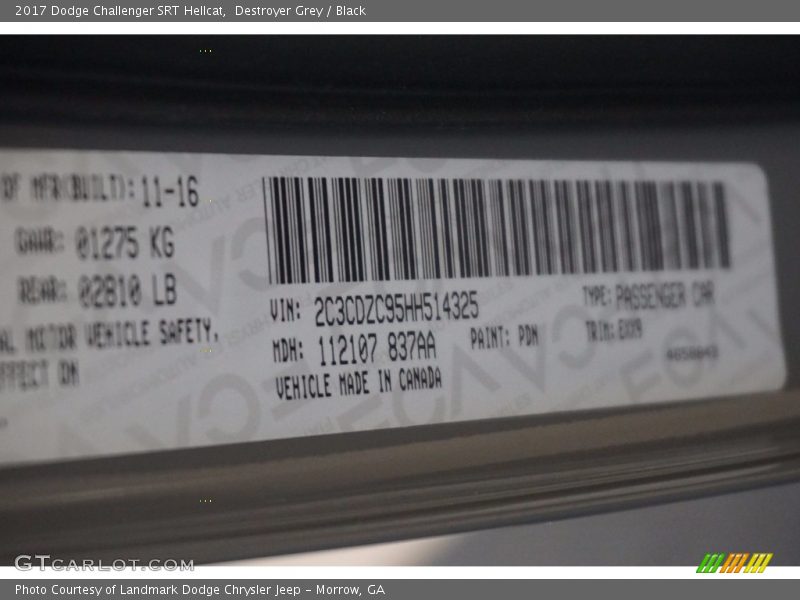 2017 Dodge Challenger SRT Hellcat,  Destroyer Grey / Black
OF MFR(BUILT): 11-16
GAWR: 01275 KG
REAR: 02810 LB
AL MOTOR VEHICLE SAFETY,
EFFECT ON
VIN: 2C3CDZC95HH514325
TYPE: PASSENGER CAR
MDH: 112107 837AA
PAINT: PDN
TRIM:
VEHICLE MADE IN CANADA
GTCARLOT.COM
Photo Courtesy of Landmark Dodge Chrysler Jeep – Morrow, GA